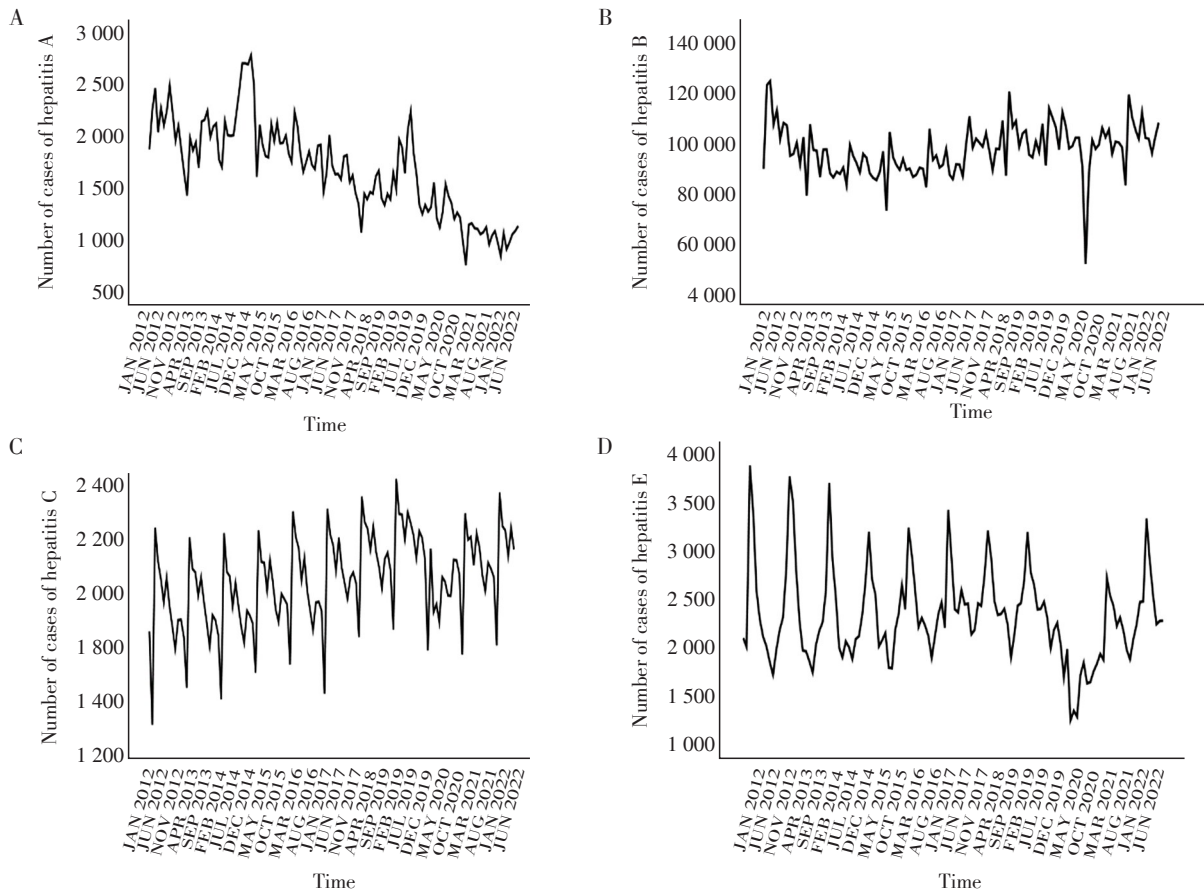 A
Number of cases of hepatitis A
3 000
2 500
2 000
1 500
1 000
500
JAN 2012
JUN 2012
NOV 2012
APR 2013
SEP 2013
FEB 2014
JUL 2014
DEC 2014
MAY 2015
OCT 2015
MAR 2016
AUG 2016
JAN 2017
JUN 2017
NOV 2017
APR 2018
SEP 2019
FEB 2019
JUL 2019
DEC 2019
MAY 2020
OCT 2020
MAR 2021
AUG 2021
JAN 2022
JUN 2022
Time
B
Number of cases of hepatitis B
140 000
120 000
100 000
80 000
60 000
4 000
JAN 2012
JUN 2012
NOV 2012
APR 2013
SEP 2013
FEB 2014
JUL 2014
DEC 2014
MAY 2015
OCT 2015
MAR 2016
AUG 2016
JAN 2017
JUN 2017
NOV 2017
APR 2018
SEP 2019
FEB 2019
JUL 2019
DEC 2019
MAY 2020
OCT 2020
MAR 2021
AUG 2021
JAN 2022
JUN 2022
Time
C
Number of cases of hepatitis C
2 400
2 200
2 000
1 800
1 400
1 200
JAN 2012
JUN 2012
NOV 2012
APR 2013
SEP 2013
FEB 2014
JUL 2014
DEC 2014
MAY 2015
OCT 2015
MAR 2016
AUG 2016
JAN 2017
JUN 2017
NOV 2017
APR 2018
SEP 2019
FEB 2019
JUL 2019
DEC 2019
MAY 2020
OCT 2020
MAR 2021
AUG 2021
JAN 2022
JUN 2022
Time
D
Number of cases of hepatitis E
4 000
3 500
3 000
2 500
2 000
1 500
1 000
JAN 2012
JUN 2012
NOV 2012
APR 2013
SEP 2013
FEB 2014
JUL 2014
DEC 2014
MAY 2015
OCT 2015
MAR 2016
AUG 2016
JAN 2017
JUN 2017
NOV 2017
APR 2018
SEP 2019
FEB 2019
JUL 2019
DEC 2019
MAY 2020
OCT 2020
MAR 2021
AUG 2021
JAN 2022
JUN 2022
Time